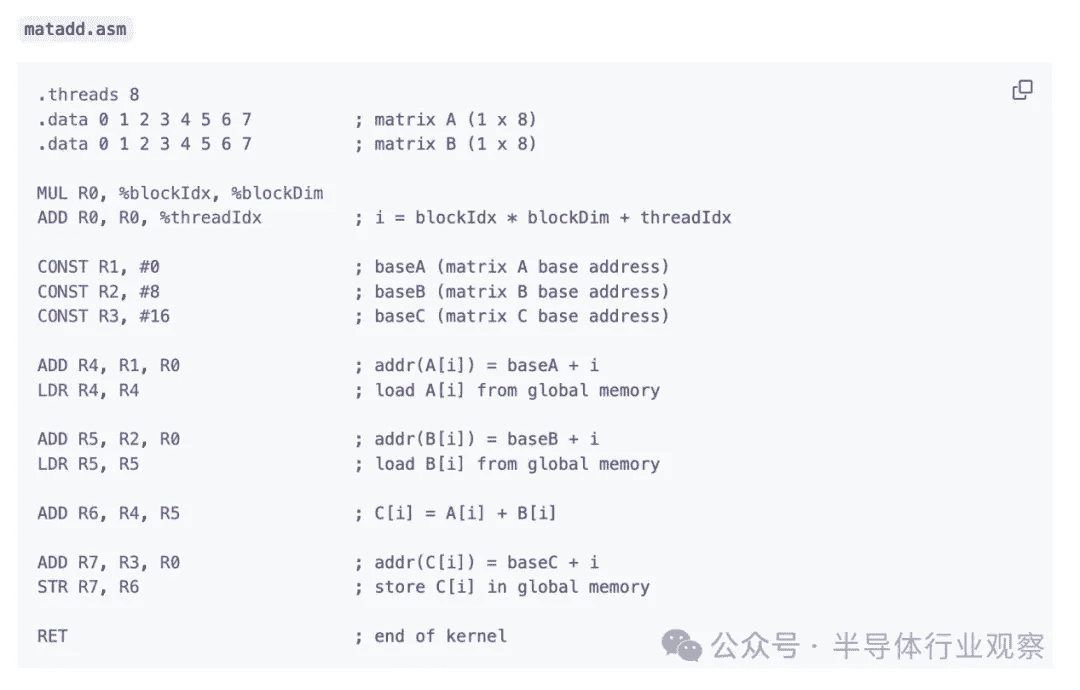 matadd.asm
.threads 8
.data 0 1 2 3 4 5 6 7          ; matrix A (1 x 8)
.data 0 1 2 3 4 5 6 7          ; matrix B (1 x 8)
MUL R0, %blockIdx, %blockDim
ADD R0, R0, %threadIdx         ; i = blockIdx * blockDim + threadIdx
CONST R1, #0                   ; baseA (matrix A base address)
CONST R2, #8                   ; baseB (matrix B base address)
CONST R3, #16                  ; baseC (matrix C base address)
ADD R4, R1, R0                 ; addr(A[i]) = baseA + i
LDR R4, R4                     ; load A[i] from global memory
ADD R5, R2, R0                 ; addr(B[i]) = baseB + i
LDR R5, R5                     ; load B[i] from global memory
ADD R6, R4, R5                 ; C[i] = A[i] + B[i]
ADD R7, R3, R0                 ; addr(C[i]) = baseC + i
STR R7, R6                     ; store C[i] in global memory
RET                            ; end of kernel
公众号 · 半导体行业观察